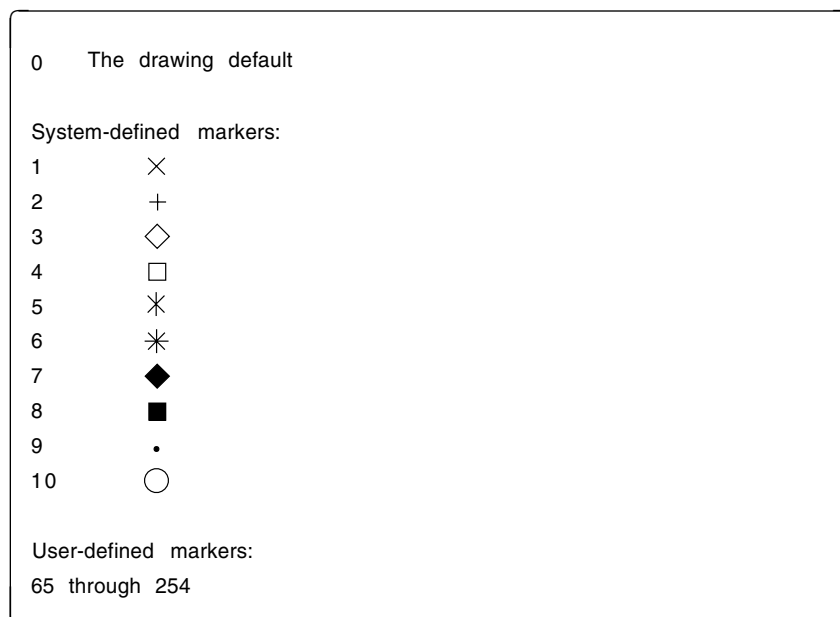 0 The drawing default
System-defined markers:
1 ×
2 +
3 ◇
4 □
5 ⚹
6 ✳
7 ◆
8 ■
9 .
10 ○
User-defined markers:
65 through 254